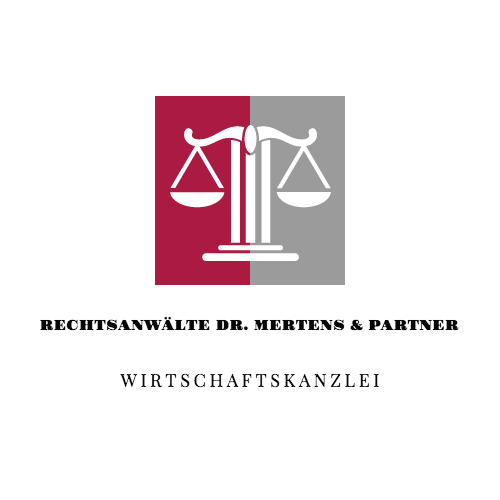 RECHTSANWÄLTE DR. MERTENS & PARTNER
WIRTSCHAFTSKANZLEI